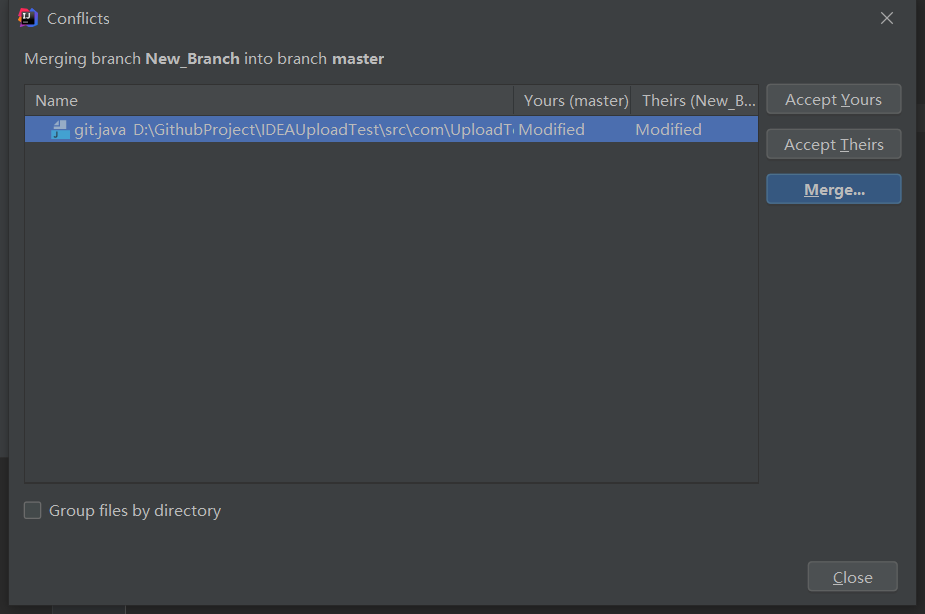 Conflicts
Merging branch New_Branch into branch master
Name Yours (master) Theirs (New_B...
git.java D:\GithubProject\IDEAUploadTest\src\com\UploadT Modified Modified
Accept Yours
Accept Theirs
Merge...
Group files by directory
Close